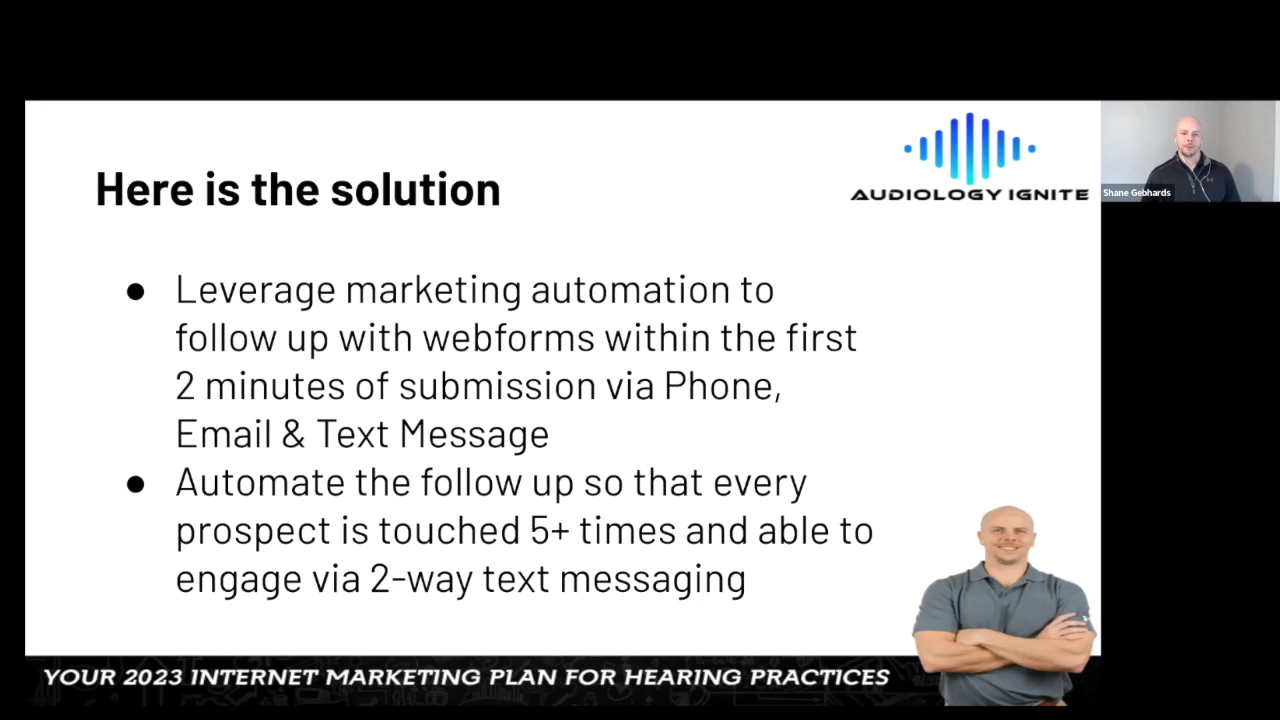 AUDIOLOGY IGNITE
Shane Gebhards
Here is the solution
● Leverage marketing automation to
follow up with webforms within the first
2 minutes of submission via Phone,
Email & Text Message
● Automate the follow up so that every
prospect is touched 5+ times and able to
engage via 2-way text messaging
YOUR 2023 INTERNET MARKETING PLAN FOR HEARING PRACTICES